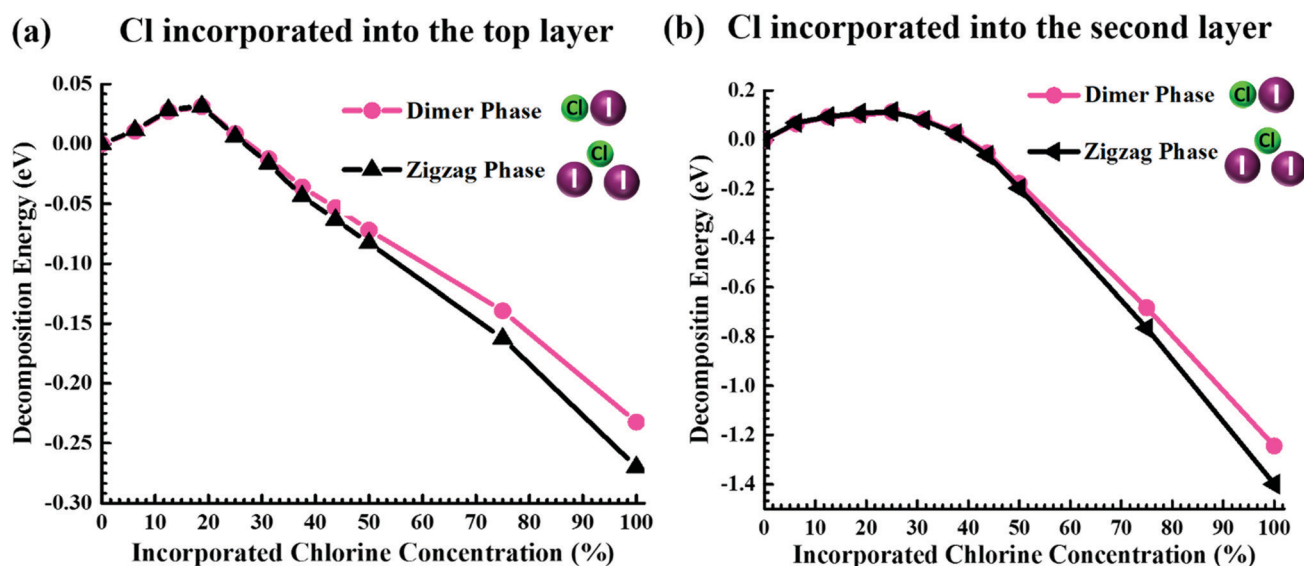 (a) Cl incorporated into the top layer
0.05
0.00
-0.05
-0.10
-0.15
-0.20
-0.25
-0.30
Decomposition Energy (eV)
Dimer Phase
Cl I
Zigzag Phase
Cl
I I
0 10 20 30 40 50 60 70 80 90 100
Incorporated Chlorine Concentration (%)
(b) Cl incorporated into the second layer
0.2
0.0
-0.2
-0.4
-0.6
-0.8
-1.0
-1.2
-1.4
Decompositin Energy (eV)
Dimer Phase
Cl I
Zigzag Phase
Cl
I I
0 10 20 30 40 50 60 70 80 90 100
Incorporated Chlorine Concentration (%)